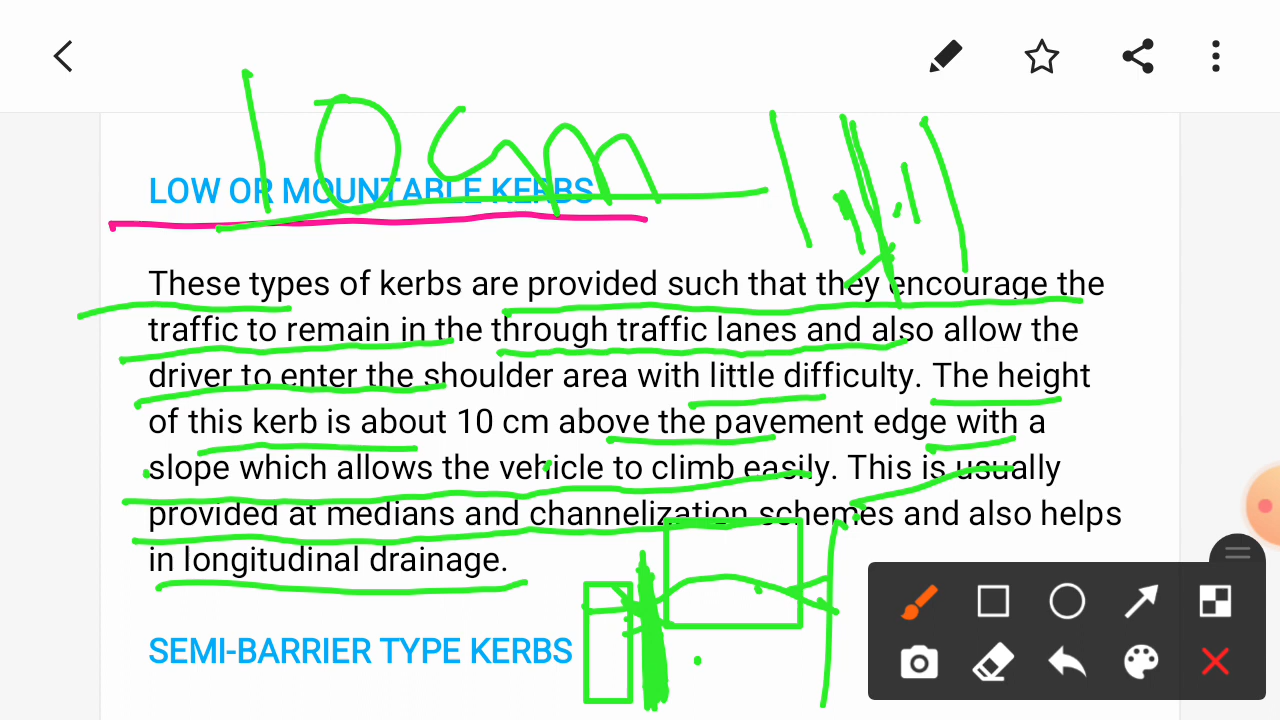 10 cm
LOW OR MOUNTABLE KERBS
These types of kerbs are provided such that they encourage the
traffic to remain in the through traffic lanes and also allow the
driver to enter the shoulder area with little difficulty. The height
of this kerb is about 10 cm above the pavement edge with a
slope which allows the vehicle to climb easily. This is usually
provided at medians and channelization schemes and also helps
in longitudinal drainage.
SEMI-BARRIER TYPE KERBS